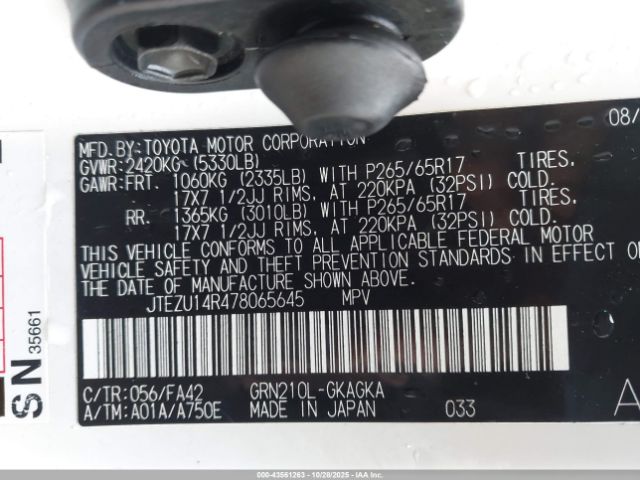 MFD. BY: TOYOTA MOTOR CORPORATION 08/
GVWR: 2420KG (5330LB)
GAWR: FRT. 1060KG (2335LB) WITH P265/65R17 TIRES.
17X7 1/2JJ RIMS, AT 220KPA (32PSI) COLD.
RR. 1365KG (3010LB) WITH P265/65R17 TIRES.
17X7 1/2JJ RIMS, AT 220KPA (32PSI) COLD.
THIS VEHICLE CONFORMS TO ALL APPLICABLE FEDERAL MOTOR
VEHICLE SAFETY AND THEFT PREVENTION STANDARDS IN EFFECT O
THE DATE OF MANUFACTURE SHOWN ABOVE.
JTEZU14R478065645 MPV
C/TR: 056/FA42 GRN210L-GKAGKA
A/TM: A01A/A750E MADE IN JAPAN 033 A
SN 35661
000-43561263 - 10/28/2025 - IAAI.COM